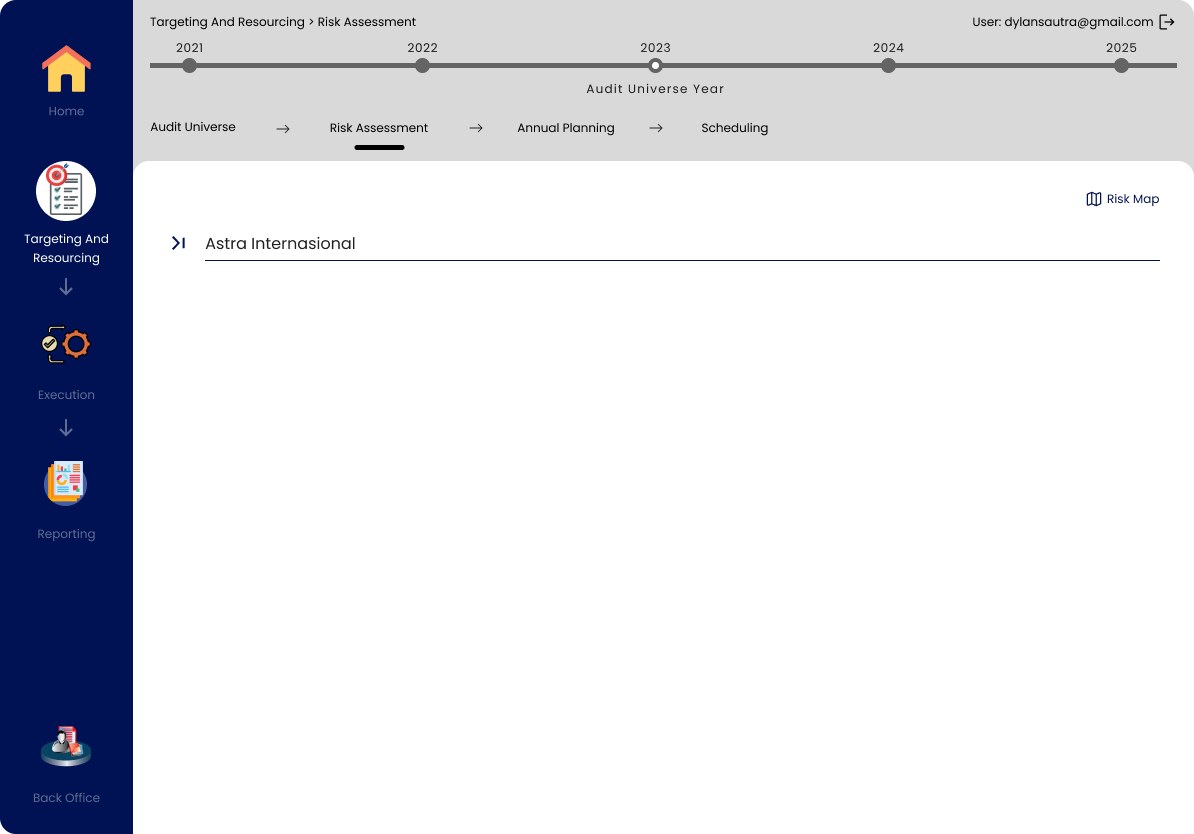 Targeting And Resourcing > Risk Assessment
User: dylansautra@gmail.com
2021
2022
2023
2024
2025
Audit Universe Year
Audit Universe
Risk Assessment
Annual Planning
Scheduling
Home
Targeting And
Resourcing
Execution
Reporting
Back Office
Risk Map
Astra Internasional